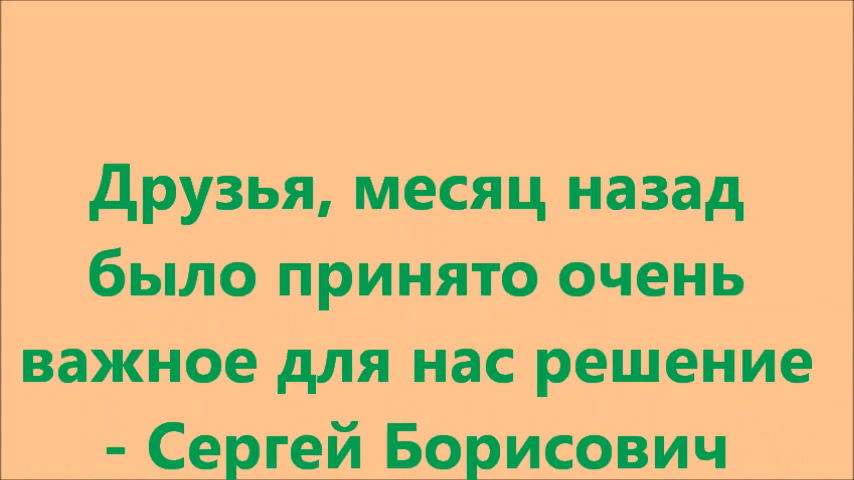 Друзья, месяц назад
было принято очень
важное для нас решение
- Сергей Борисович